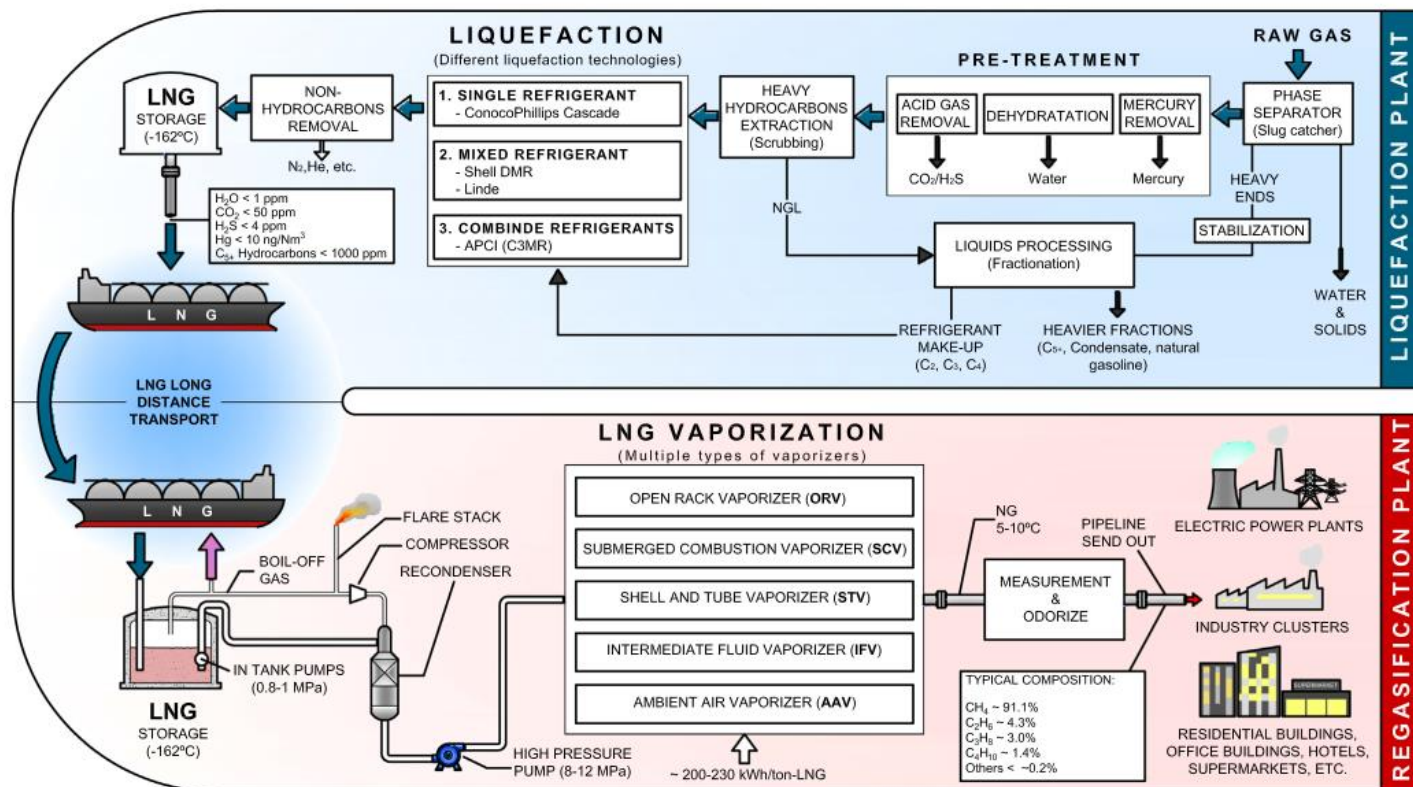 LIQUEFACTION
(Different liquefaction technologies)
1. SINGLE REFRIGERANT
- ConocoPhillips Cascade
2. MIXED REFRIGERANT
- Shell DMR
- Linde
3. COMBINDE REFRIGERANTS
- APCI (C3MR)
RAW GAS
PHASE
SEPARATOR
(Slug catcher)
PRE-TREATMENT
ACID GAS
REMOVAL
DEHYDRATATION
MERCURY
REMOVAL
CO₂/H₂S
Water
Mercury
HEAVY
HYDROCARBONS
EXTRACTION
(Scrubbing)
NON-
HYDROCARBONS
REMOVAL
N₂,He, etc.
LNG
STORAGE
(-162ºC)
H₂O < 1 ppm
CO₂ < 50 ppm
H₂S < 4 ppm
Hg < 10 ng/Nm³
C₅₊ Hydrocarbons < 1000 ppm
NGL
HEAVY
ENDS
STABILIZATION
LIQUIDS PROCESSING
(Fractionation)
WATER
&
SOLIDS
REFRIGERANT
MAKE-UP
(C₂, C₃, C₄)
HEAVIER FRACTIONS
(C₅₊, Condensate, natural
gasoline)
LIQUEFACTION PLANT
L N G
LNG LONG
DISTANCE
TRANSPORT
L N G
LNG VAPORIZATION
(Multiple types of vaporizers)
OPEN RACK VAPORIZER (ORV)
SUBMERGED COMBUSTION VAPORIZER (SCV)
SHELL AND TUBE VAPORIZER (STV)
INTERMEDIATE FLUID VAPORIZER (IFV)
AMBIENT AIR VAPORIZER (AAV)
~ 200-230 kWh/ton-LNG
FLARE STACK
COMPRESSOR
RECONDENSER
BOIL-OFF
GAS
IN TANK PUMPS
(0.8-1 MPa)
LNG
STORAGE
(-162ºC)
HIGH PRESSURE
PUMP (8-12 MPa)
NG
5-10ºC
PIPELINE
SEND OUT
MEASUREMENT
&
ODORIZE
TYPICAL COMPOSITION:
CH₄ ~ 91.1%
C₂H₆ ~ 4.3%
C₃H₈ ~ 3.0%
C₄H₁₀ ~ 1.4%
Others < ~0.2%
ELECTRIC POWER PLANTS
INDUSTRY CLUSTERS
SUPERMARKET
RESIDENTIAL BUILDINGS,
OFFICE BUILDINGS, HOTELS,
SUPERMARKETS, ETC.
REGASIFICATION PLANT